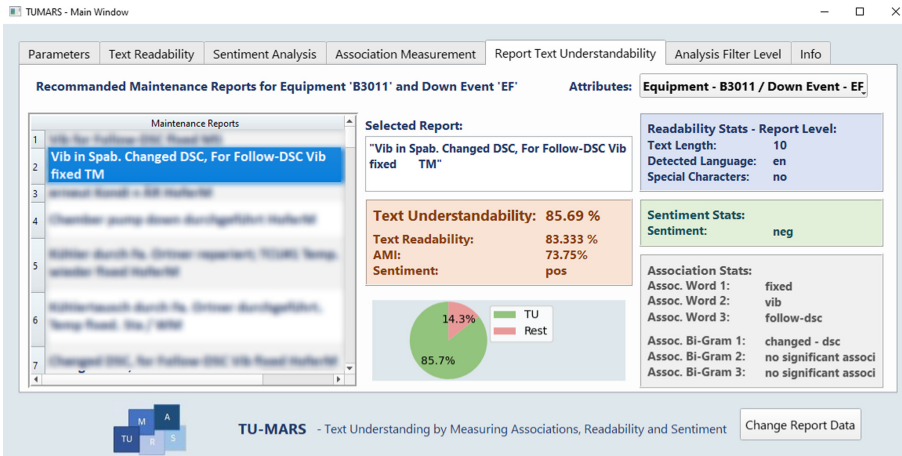 TUMARS - Main Window
Parameters
Text Readability
Sentiment Analysis
Association Measurement
Report Text Understandability
Analysis Filter Level
Info
Recommanded Maintenance Reports for Equipment 'B3011' and Down Event 'EF'
Attributes:
Equipment - B3011 / Down Event - EF
Maintenance Reports
1
2
Vib in Spab. Changed DSC, For Follow-DSC Vib
fixed TM
3
4
5
6
7
Selected Report:
"Vib in Spab. Changed DSC, For Follow-DSC Vib
fixed TM"
Text Understandability: 85.69 %
Text Readability: 83.333 %
AMI: 73.75%
Sentiment: pos
14.3%
85.7%
TU
Rest
Readability Stats - Report Level:
Text Length: 10
Detected Language: en
Special Characters: no
Sentiment Stats:
Sentiment: neg
Association Stats:
Assoc. Word 1: fixed
Assoc. Word 2: vib
Assoc. Word 3: follow-dsc
Assoc. Bi-Gram 1: changed - dsc
Assoc. Bi-Gram 2: no significant associ
Assoc. Bi-Gram 3: no significant associ
M A
TU R S
TU-MARS - Text Understanding by Measuring Associations, Readability and Sentiment
Change Report Data